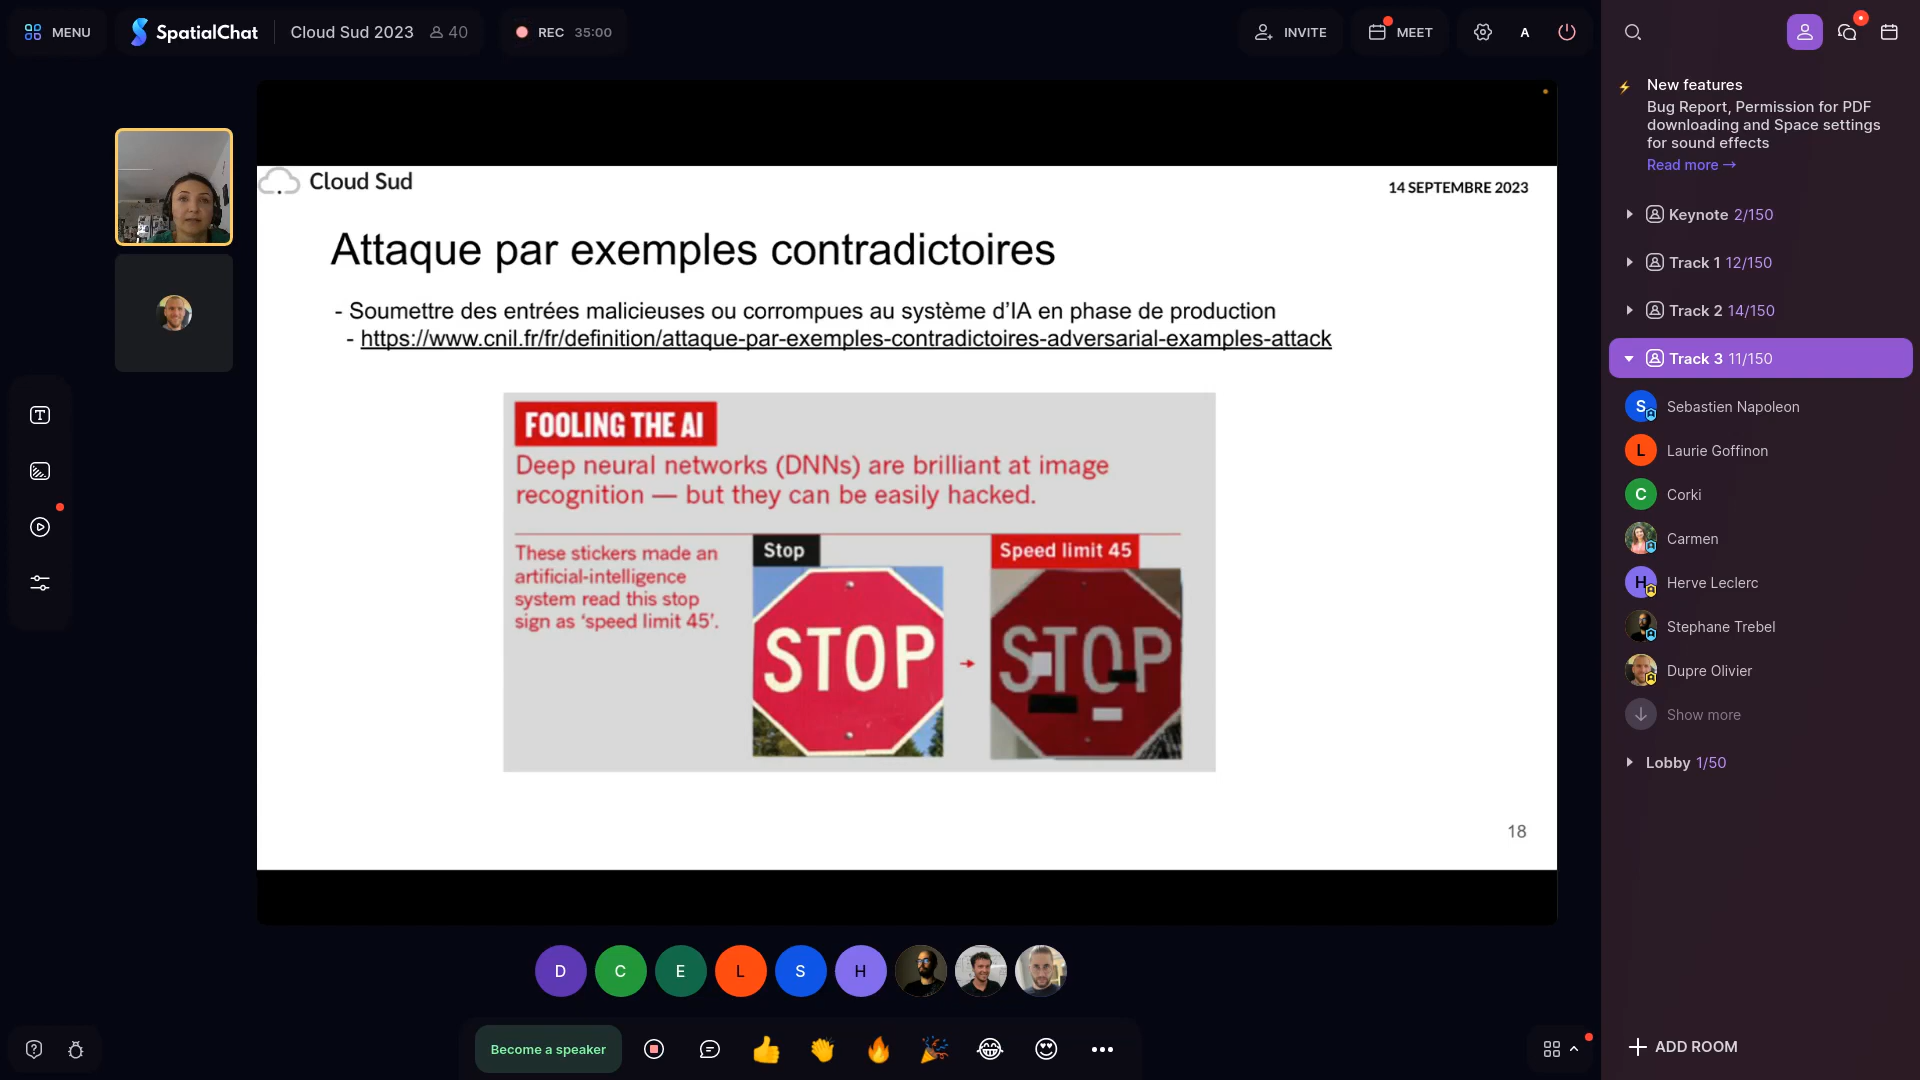 MENU
SpatialChat
Cloud Sud 2023
40
REC 35:00
INVITE
MEET
A
Cloud Sud
14 SEPTEMBRE 2023
Attaque par exemples contradictoires
- Soumettre des entrées malicieuses ou corrompues au système d'IA en phase de production
- https://www.cnil.fr/fr/definition/attaque-par-exemples-contradictoires-adversarial-examples-attack
FOOLING THE AI
Deep neural networks (DNNs) are brilliant at image
recognition — but they can be easily hacked.
These stickers made an
artificial-intelligence
system read this stop
sign as 'speed limit 45'.
Stop
STOP
Speed limit 45
STOP
18
D
C
E
L
S
H
Become a speaker
New features
Bug Report, Permission for PDF
downloading and Space settings
for sound effects
Read more →
Keynote 2/150
Track 1 12/150
Track 2 14/150
Track 3 11/150
S Sebastien Napoleon
L Laurie Goffinon
C Corki
Carmen
H Herve Leclerc
Stephane Trebel
Dupre Olivier
Show more
Lobby 1/50
ADD ROOM